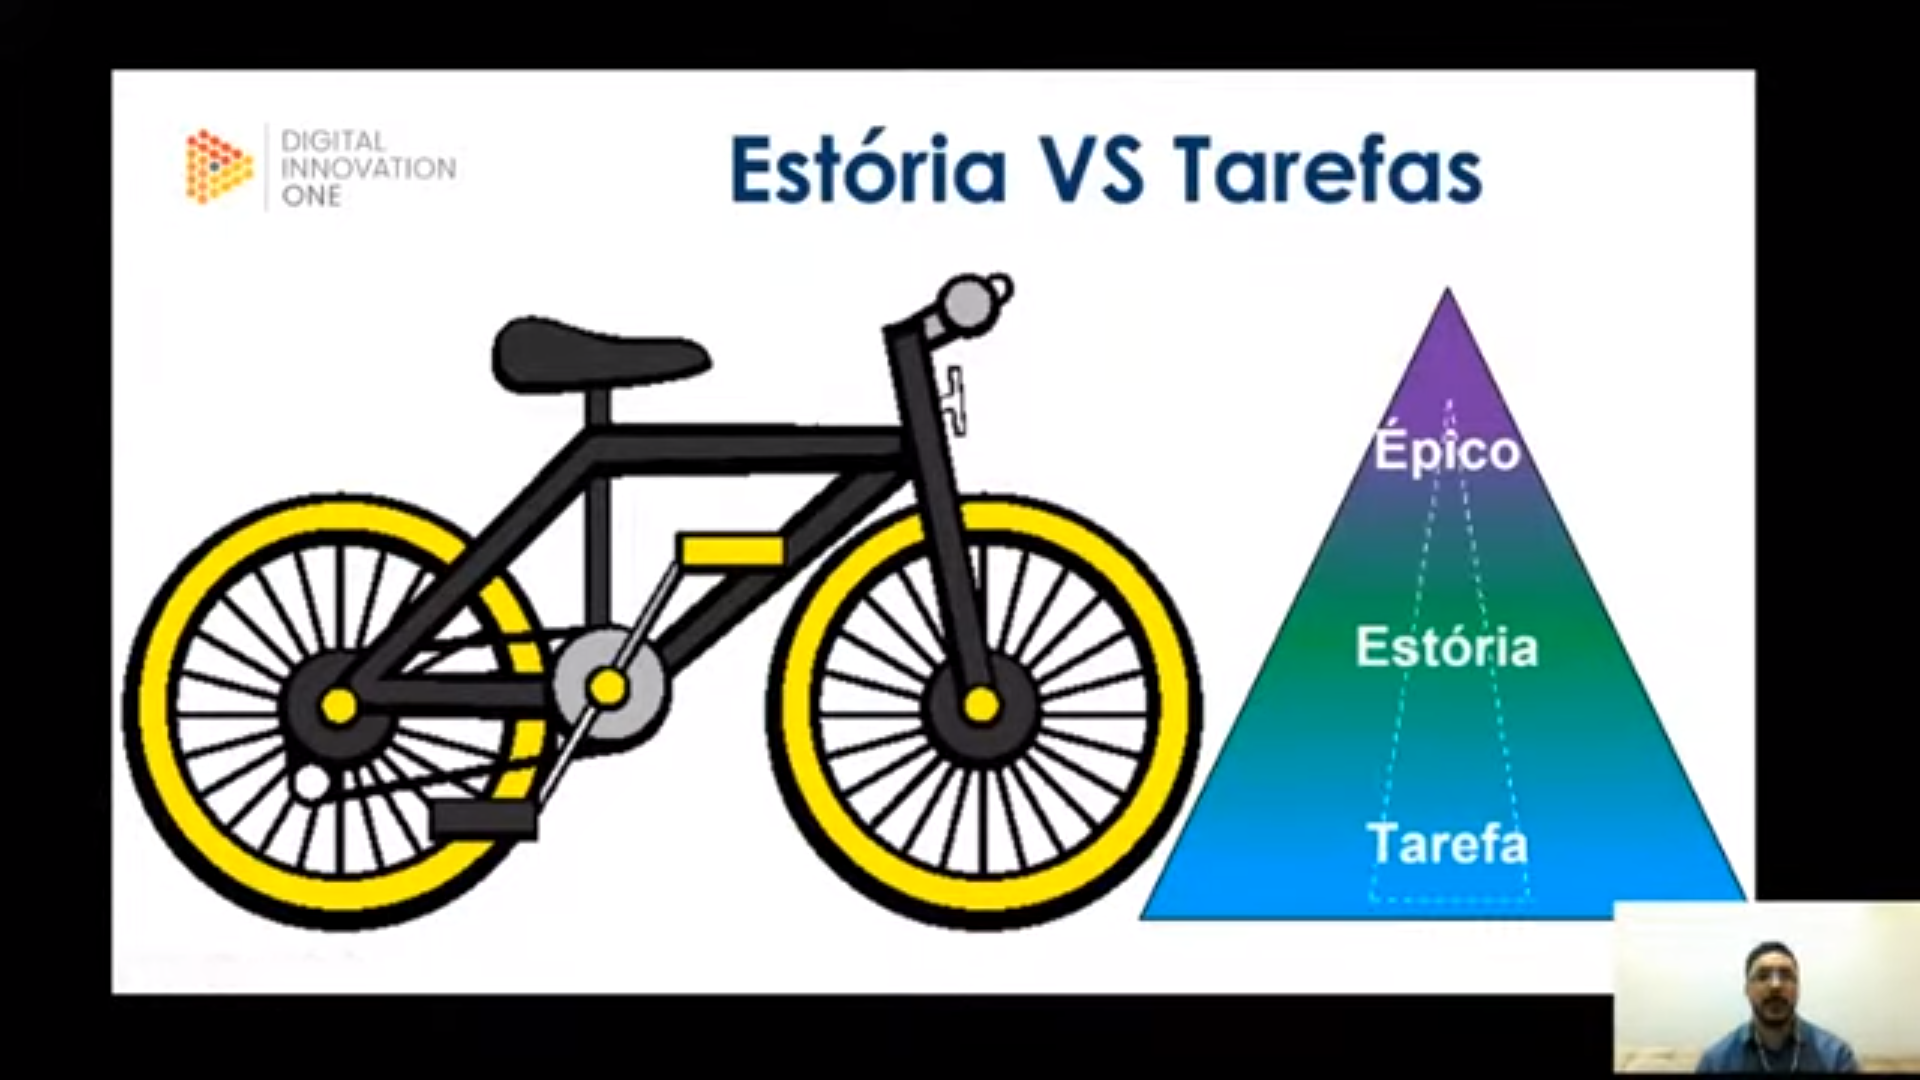 DIGITAL
INNOVATION
ONE
Estória VS Tarefas
Épico
Estória
Tarefa